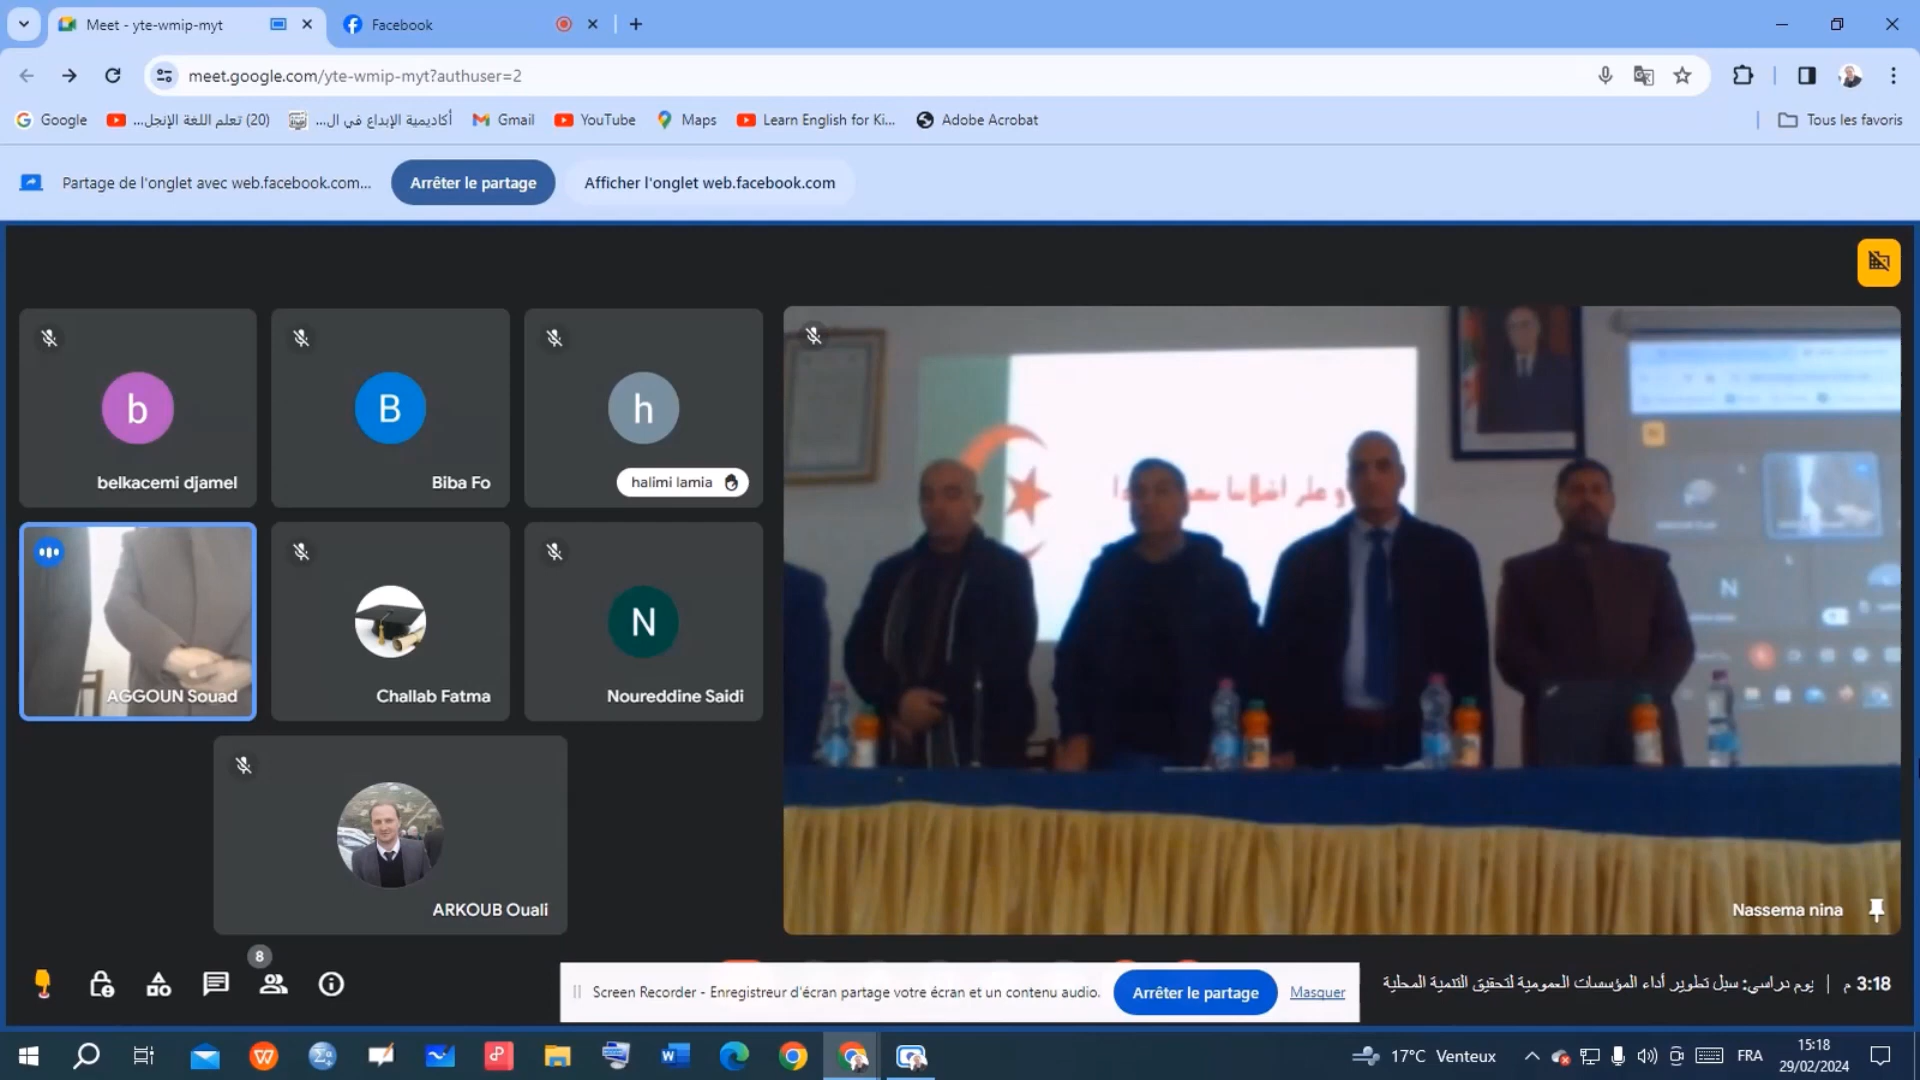 Meet - yte-wmip-myt
Facebook
meet.google.com/yte-wmip-myt?authuser=2
Google
(20) تعلم اللغة الإنجل...
أكاديمية الإبداع في ال...
Gmail
YouTube
Maps
Learn English for Ki...
Adobe Acrobat
Tous les favoris
Partage de l'onglet avec web.facebook.com...
Arrêter le partage
Afficher l'onglet web.facebook.com
b
belkacemi djamel
B
Biba Fo
h
halimi lamia
AGGOUN Souad
Challab Fatma
N
Noureddine Saidi
ARKOUB Ouali
N
Nassema nina
8
Screen Recorder - Enregistreur d'écran partage votre écran et un contenu audio.
Arrêter le partage
Masquer
يوم دراسي: سبل تطوير أداء المؤسسات العمومية لتحقيق التنمية المحلية
3:18 م
17°C Venteux
FRA
15:18
29/02/2024